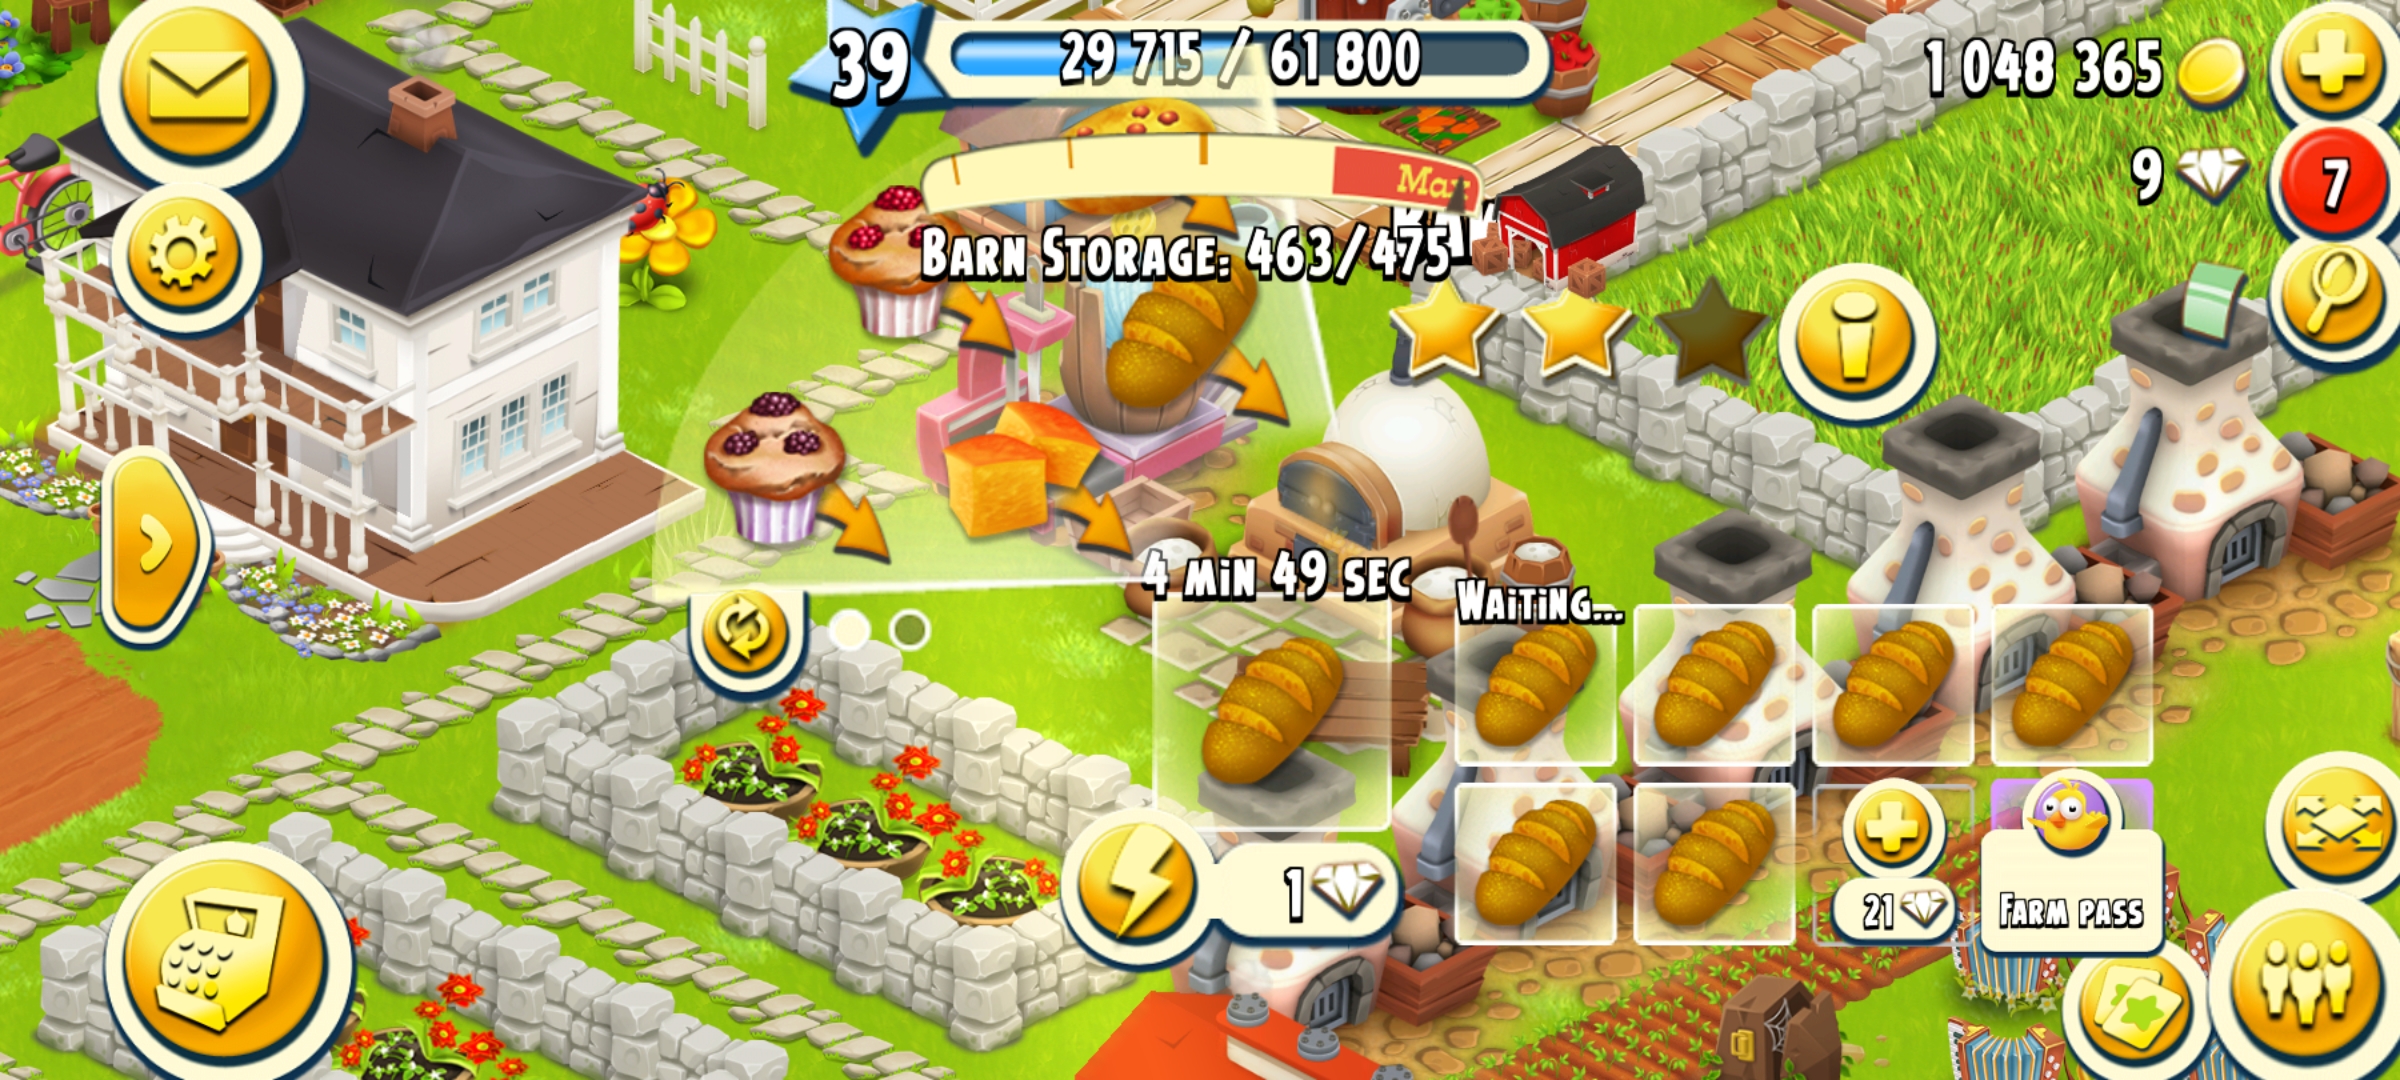 39
29 715 / 61 800
1 048 365
9
7
Max
BARN STORAGE: 463/475
4 MIN 49 SEC
WAITING...
1
21
FARM PASS